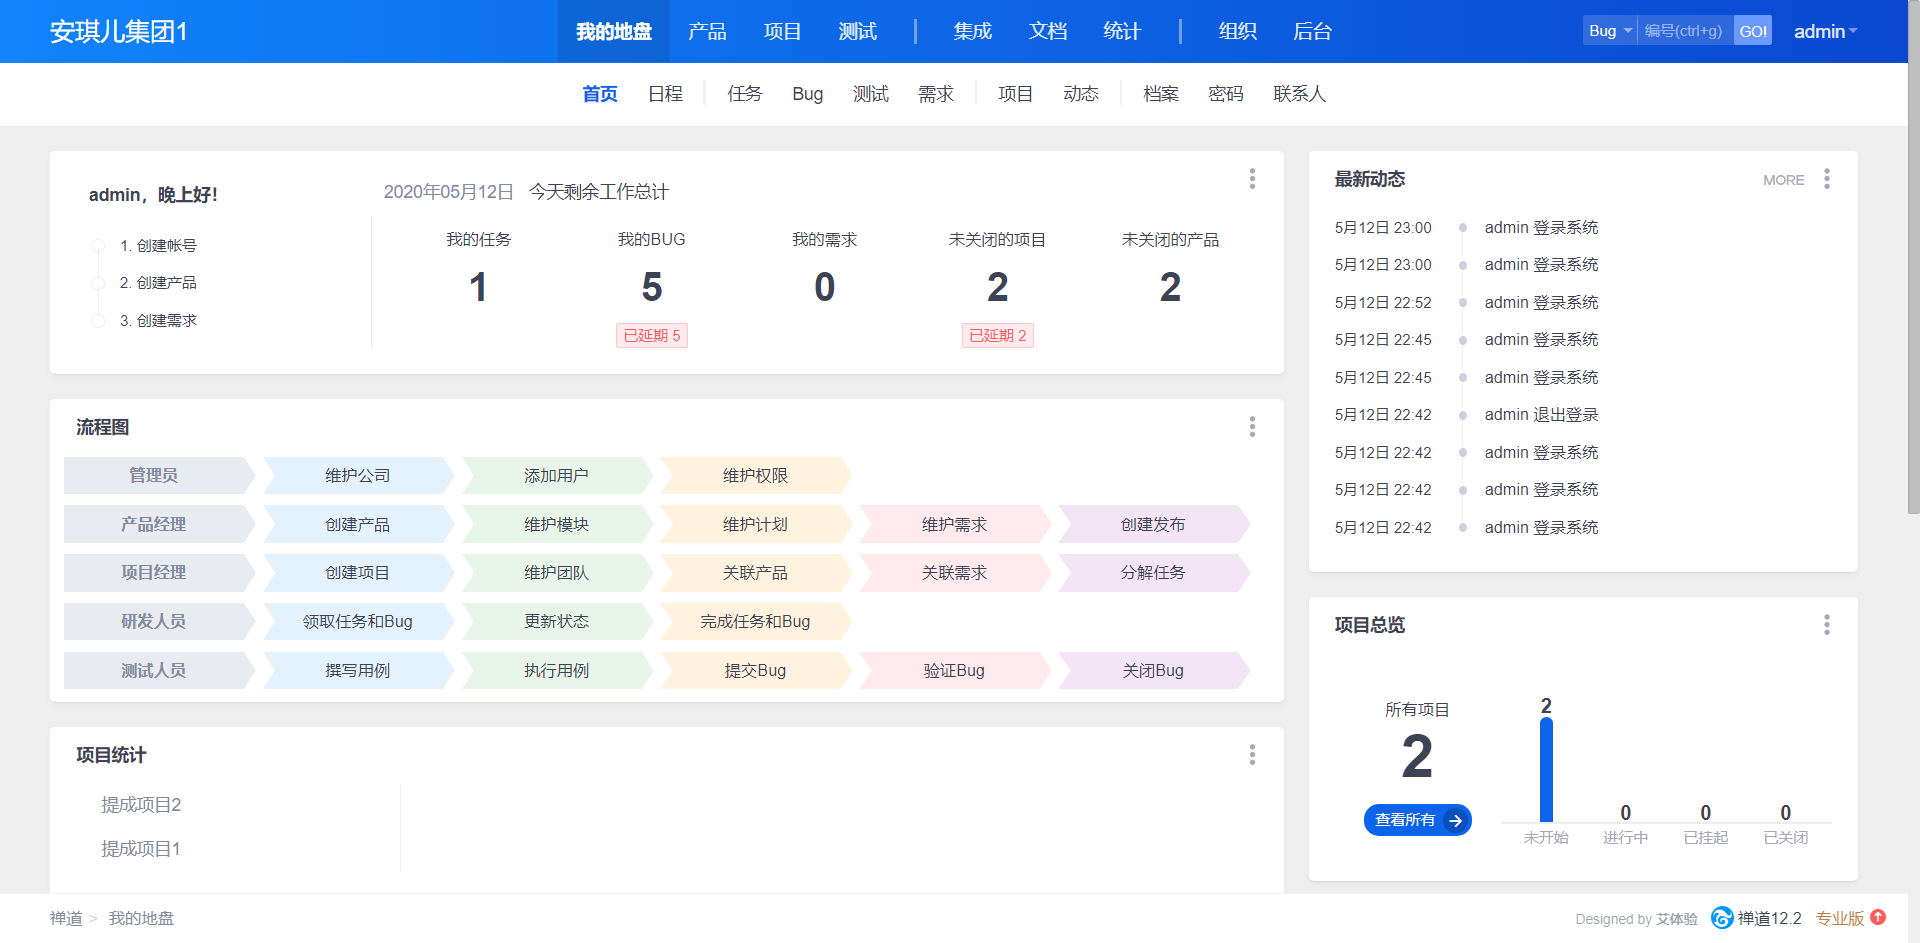 安琪儿集团1 我的地盘 产品 项目 测试 集成 文档 统计 组织 后台 Bug 编号(ctrl+g) GO! admin
首页 日程 任务 Bug 测试 需求 项目 动态 档案 密码 联系人
admin，晚上好！
1. 创建帐号
2. 创建产品
3. 创建需求
2020年05月12日 今天剩余工作总计
我的任务 我的BUG 我的需求 未关闭的项目 未关闭的产品
1 5 0 2 2
已延期 5 已延期 2
流程图
管理员 维护公司 添加用户 维护权限
产品经理 创建产品 维护模块 维护计划 维护需求 创建发布
项目经理 创建项目 维护团队 关联产品 关联需求 分解任务
研发人员 领取任务和Bug 更新状态 完成任务和Bug
测试人员 撰写用例 执行用例 提交Bug 验证Bug 关闭Bug
项目统计
提成项目2
提成项目1
最新动态 MORE
5月12日 23:00 admin 登录系统
5月12日 23:00 admin 登录系统
5月12日 22:52 admin 登录系统
5月12日 22:45 admin 登录系统
5月12日 22:45 admin 登录系统
5月12日 22:42 admin 退出登录
5月12日 22:42 admin 登录系统
5月12日 22:42 admin 登录系统
5月12日 22:42 admin 登录系统
项目总览
所有项目
2
查看所有
2 0 0 0
未开始 进行中 已挂起 已关闭
禅道 > 我的地盘 Designed by 艾体验 禅道12.2 专业版